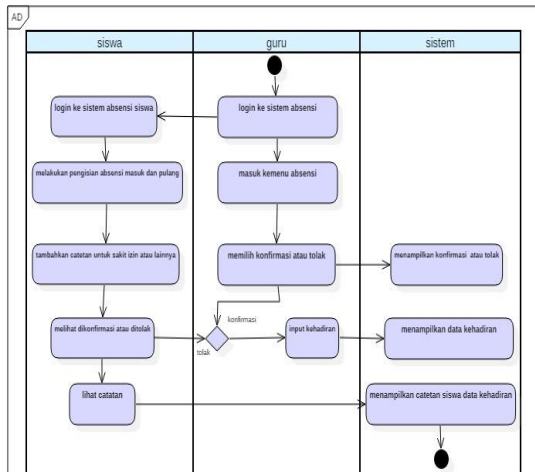 AD
siswa
guru
sistem
login ke sistem absensi siswa
login ke sistem absensi
melakukan pengisian absensi masuk dan pulang
masuk kemenu absensi
tambahkan catetan untuk sakit izin atau lainnya
memilih konfirmasi atau tolak
menampilkan konfirmasi atau tolak
konfirmasi
melihat dikonfirmasi atau ditolak
input kehadiran
menampilkan data kehadiran
tolak
lihat catatan
menampilkan catetan siswa data kehadiran